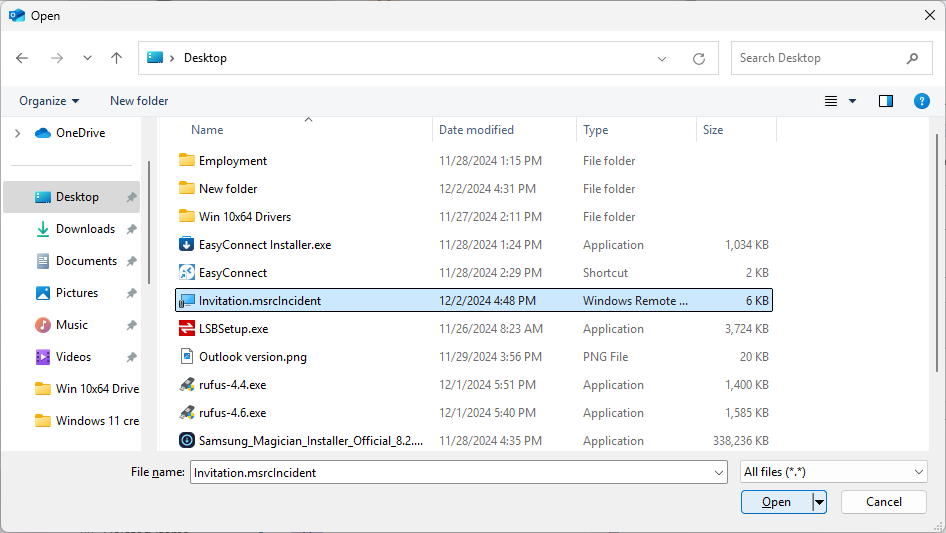 Open
Desktop
Search Desktop
Organize New folder
Name Date modified Type Size
OneDrive
Desktop
Downloads
Documents
Pictures
Music
Videos
Win 10x64 Drive
Windows 11 cre
Employment 11/28/2024 1:15 PM File folder
New folder 12/2/2024 4:31 PM File folder
Win 10x64 Drivers 11/27/2024 2:11 PM File folder
EasyConnect Installer.exe 11/28/2024 1:24 PM Application 1,034 KB
EasyConnect 11/28/2024 2:29 PM Shortcut 2 KB
Invitation.msrcIncident 12/2/2024 4:48 PM Windows Remote ... 6 KB
LSBSetup.exe 11/26/2024 8:23 AM Application 3,724 KB
Outlook version.png 11/29/2024 3:56 PM PNG File 20 KB
rufus-4.4.exe 12/1/2024 5:51 PM Application 1,400 KB
rufus-4.6.exe 12/1/2024 5:40 PM Application 1,585 KB
Samsung_Magician_Installer_Official_8.2.... 11/28/2024 4:35 PM Application 338,236 KB
File name: Invitation.msrcIncident All files (*.*)
Open Cancel